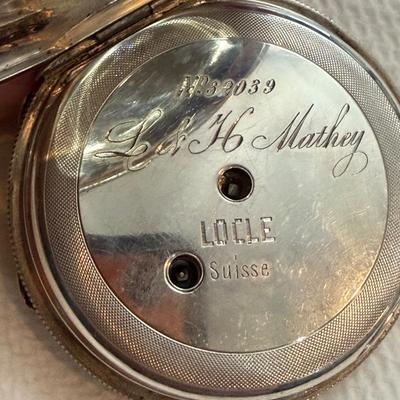 No. 32039
L & H Mathey
LOCLE
Suisse